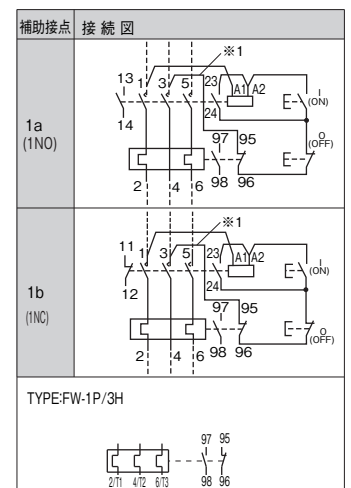 補助接点 接続図
※1
13 1 3 5 23 A1 A2
I
(ON)
14 24
97 95
O
(OFF)
1a
(1NO)
2 4 6 98 96
※1
11 1 3 5 23 A1 A2
I
(ON)
12 24
97 95
O
(OFF)
1b
(1NC)
2 4 6 98 96
TYPE:FW-1P/3H
97 95
2/T1 4/T2 6/T3 98 96